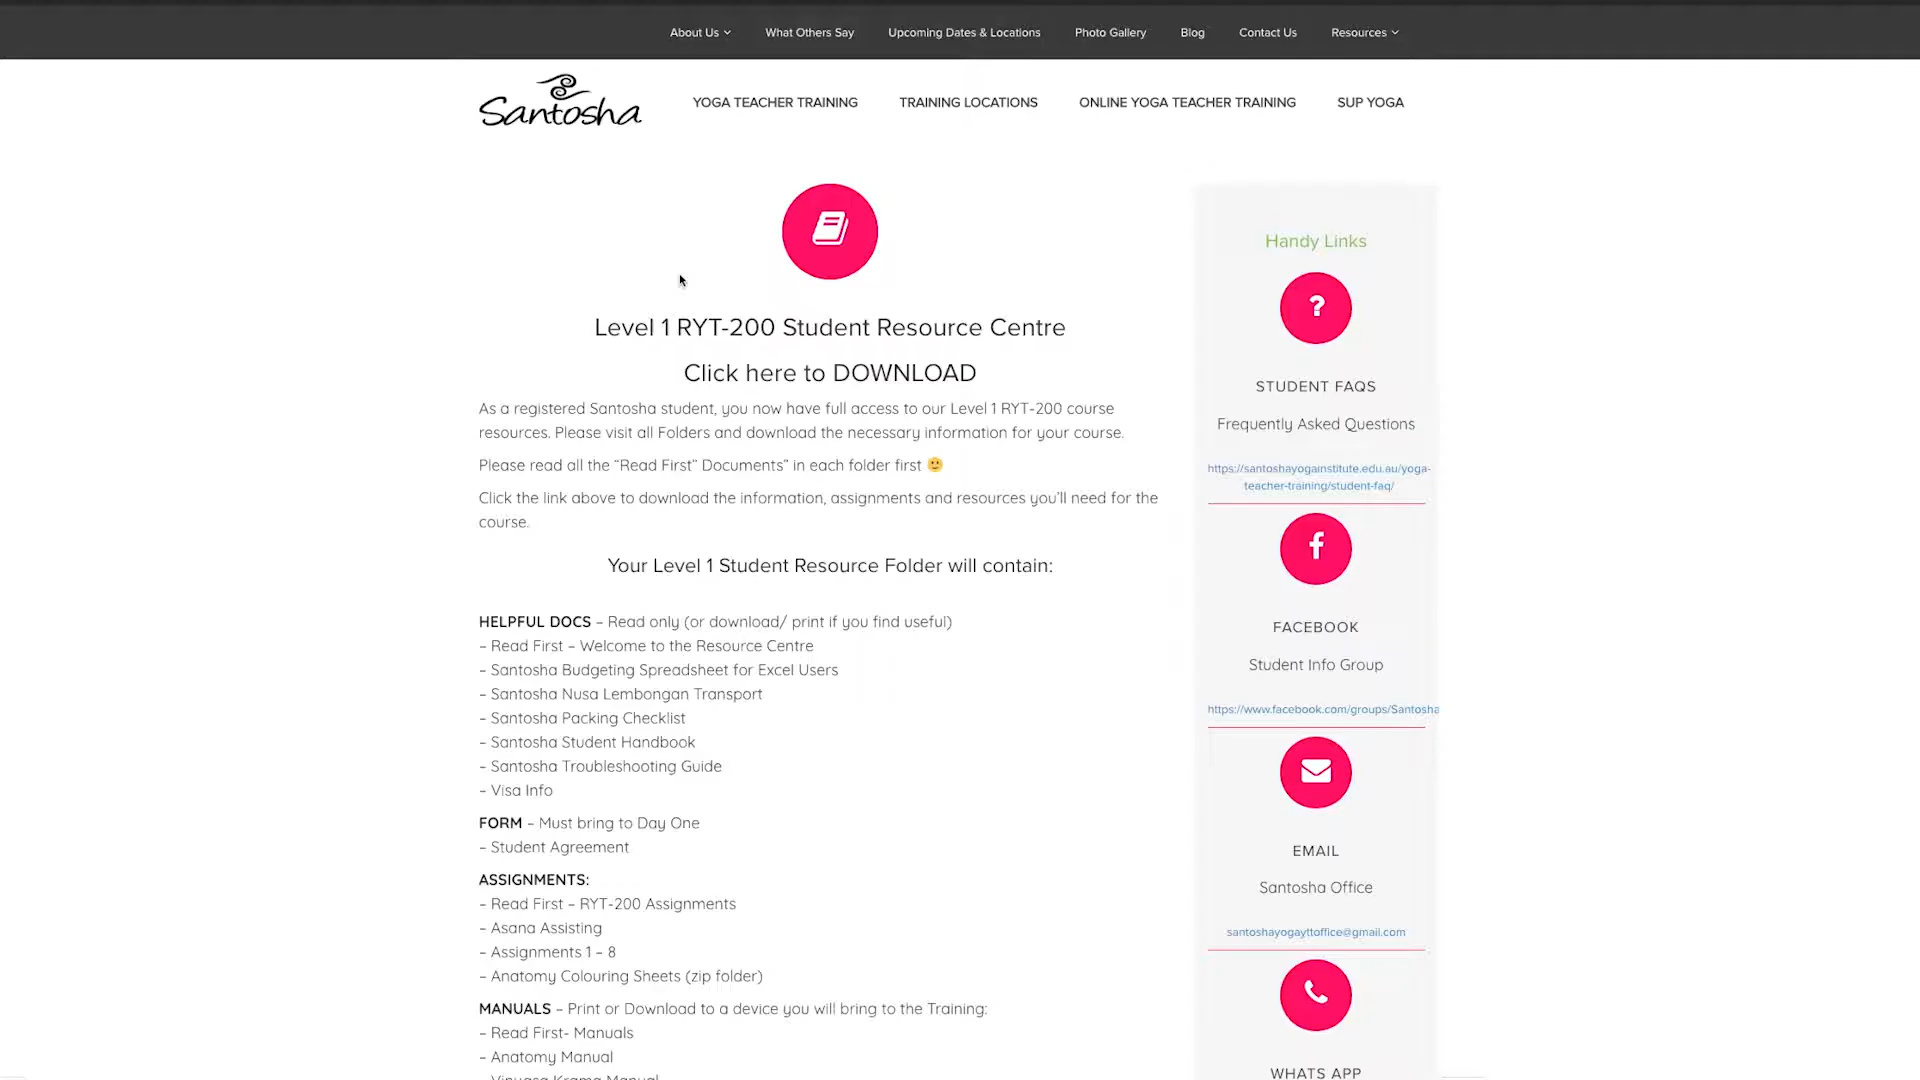 About Us
What Others Say
Upcoming Dates & Locations
Photo Gallery
Blog
Contact Us
Resources
Santosha
YOGA TEACHER TRAINING
TRAINING LOCATIONS
ONLINE YOGA TEACHER TRAINING
SUP YOGA
Level 1 RYT-200 Student Resource Centre
Click here to DOWNLOAD
As a registered Santosha student, you now have full access to our Level 1 RYT-200 course
resources. Please visit all Folders and download the necessary information for your course.
Please read all the “Read First” Documents” in each folder first 🙂
Click the link above to download the information, assignments and resources you’ll need for the
course.
Your Level 1 Student Resource Folder will contain:
HELPFUL DOCS – Read only (or download/ print if you find useful)
– Read First – Welcome to the Resource Centre
– Santosha Budgeting Spreadsheet for Excel Users
– Santosha Nusa Lembongan Transport
– Santosha Packing Checklist
– Santosha Student Handbook
– Santosha Troubleshooting Guide
– Visa Info
FORM – Must bring to Day One
– Student Agreement
ASSIGNMENTS:
– Read First – RYT-200 Assignments
– Asana Assisting
– Assignments 1 – 8
– Anatomy Colouring Sheets (zip folder)
MANUALS – Print or Download to a device you will bring to the Training:
– Read First- Manuals
– Anatomy Manual
– Vinyasa Krama Manual
Handy Links
?
STUDENT FAQS
Frequently Asked Questions
https://santoshayogainstitute.edu.au/yoga-
teacher-training/student-faq/
f
FACEBOOK
Student Info Group
https://www.facebook.com/groups/Santosha
EMAIL
Santosha Office
santoshayogayttoffice@gmail.com
WHATS APP